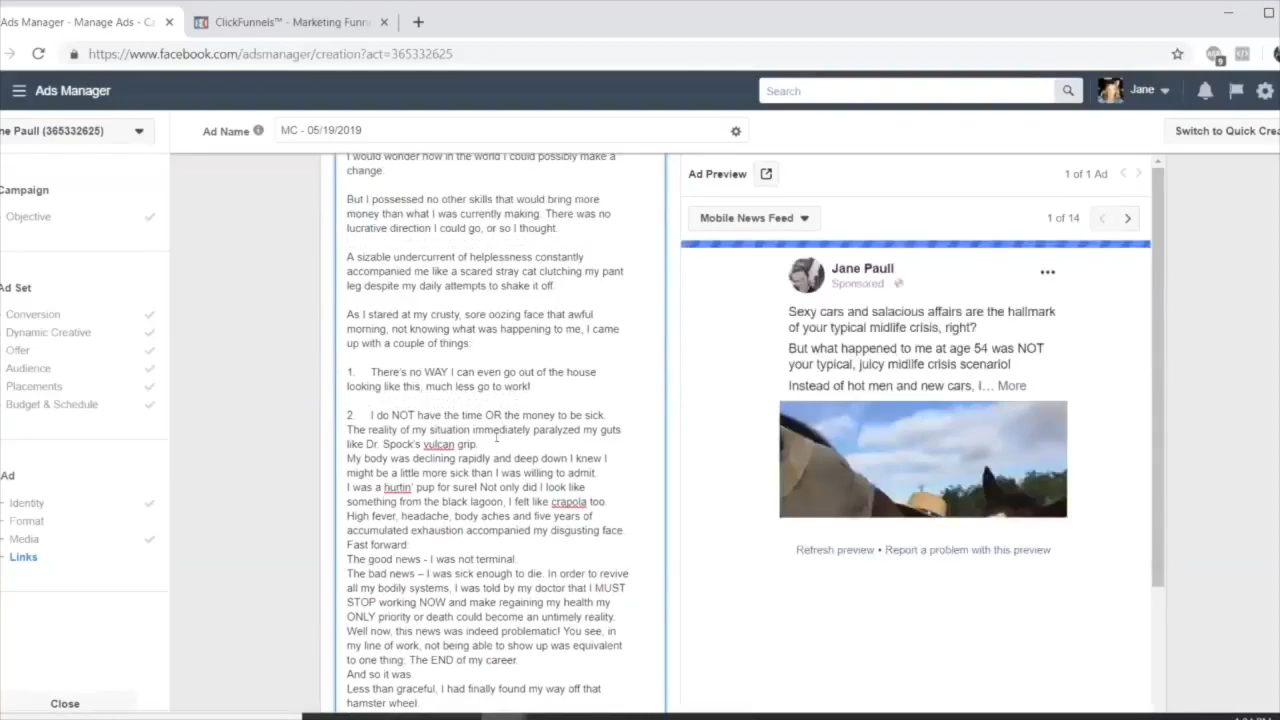 Ads Manager - Manage Ads - Ca
ClickFunnels™ - Marketing Funn
https://www.facebook.com/adsmanager/creation?act=365332625
9
Ads Manager
Search
Jane
ne Paull (365332625)
Ad Name
MC - 05/19/2019
Switch to Quick Crea
Campaign
Objective
Ad Set
Conversion
Dynamic Creative
Offer
Audience
Placements
Budget & Schedule
Ad
Identity
Format
Media
Links
Close
I would wonder how in the world I could possibly make a
change.
But I possessed no other skills that would bring more
money than what I was currently making. There was no
lucrative direction I could go, or so I thought.
A sizable undercurrent of helplessness constantly
accompanied me like a scared stray cat clutching my pant
leg despite my daily attempts to shake it off.
As I stared at my crusty, sore oozing face that awful
morning, not knowing what was happening to me, I came
up with a couple of things:
1. There's no WAY I can even go out of the house
looking like this, much less go to work!
2. I do NOT have the time OR the money to be sick.
The reality of my situation immediately paralyzed my guts
like Dr. Spock's vulcan grip.
My body was declining rapidly and deep down I knew I
might be a little more sick than I was willing to admit.
I was a hurtin' pup for sure! Not only did I look like
something from the black lagoon, I felt like crapola too.
High fever, headache, body aches and five years of
accumulated exhaustion accompanied my disgusting face.
Fast forward:
The good news - I was not terminal.
The bad news – I was sick enough to die. In order to revive
all my bodily systems, I was told by my doctor that I MUST
STOP working NOW and make regaining my health my
ONLY priority or death could become an untimely reality.
Well now, this news was indeed problematic! You see, in
my line of work, not being able to show up was equivalent
to one thing: The END of my career.
And so it was.
Less than graceful, I had finally found my way off that
hamster wheel.
Ad Preview
1 of 1 Ad
Mobile News Feed
1 of 14
Jane Paull
Sponsored
Sexy cars and salacious affairs are the hallmark
of your typical midlife crisis, right?
But what happened to me at age 54 was NOT
your typical, juicy midlife crisis scenario!
Instead of hot men and new cars, I… More
Refresh preview • Report a problem with this preview